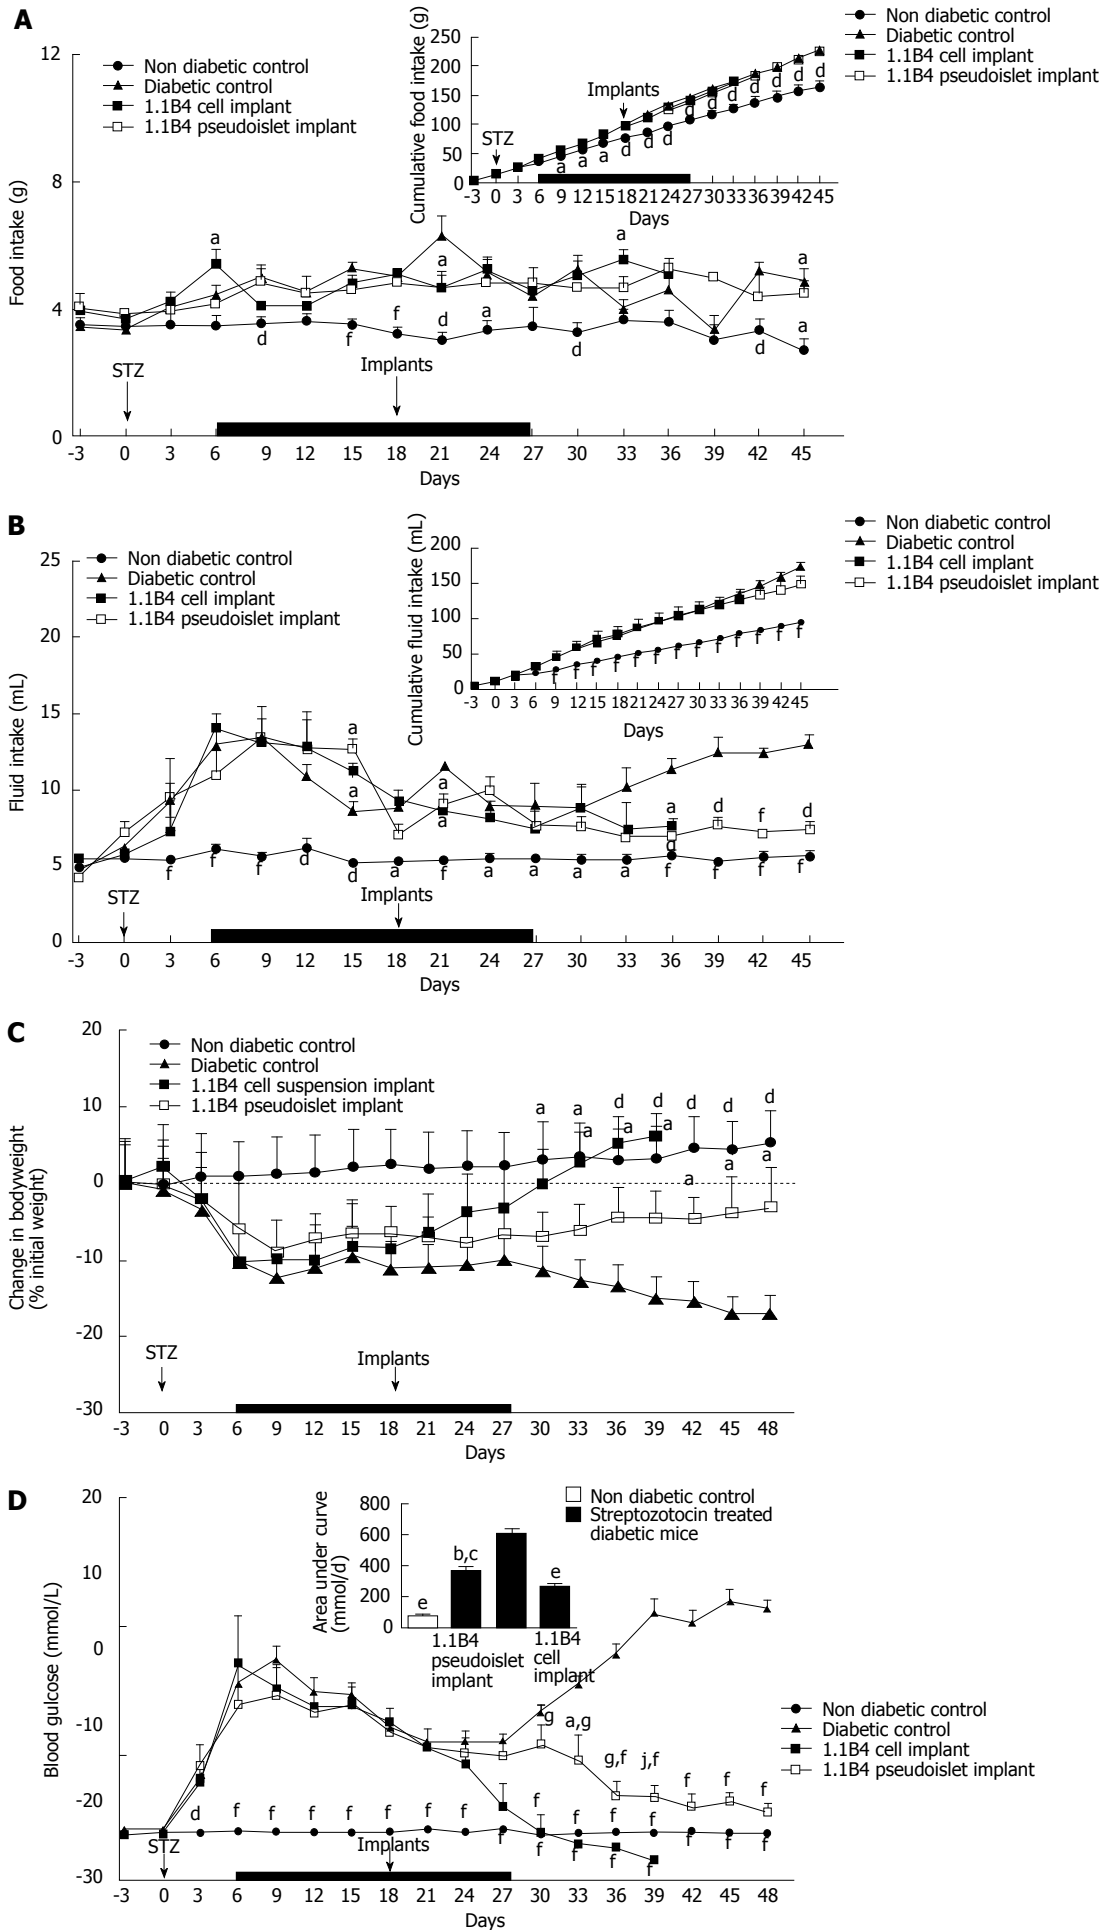 A
Non diabetic control
Diabetic control
1.1B4 cell implant
1.1B4 pseudoislet implant
Food intake (g)
12
8
4
0
a
a
a
a
d
f
f
d
a
d
d
a
STZ
Implants
-3 0 3 6 9 12 15 18 21 24 27 30 33 36 39 42 45
Days
Cumulative food intake (g)
250
200
150
100
50
0
STZ
Implants
a a a d d d d d d d d d d
-3 0 3 6 9 12 15 18 21 24 27 30 33 36 39 42 45
Days
Non diabetic control
Diabetic control
1.1B4 cell implant
1.1B4 pseudoislet implant
B
Non diabetic control
Diabetic control
1.1B4 cell implant
1.1B4 pseudoislet implant
Fluid intake (mL)
25
20
15
10
5
0
a
a
a
a
a d f d
d
f f f d d a f a a a a f f f f
STZ
Implants
-3 0 3 6 9 12 15 18 21 24 27 30 33 36 39 42 45
Days
Cumulative fluid intake (mL)
200
150
100
50
0
f f f f f f f f f f f f f
-3 0 3 6 9 12 15 18 21 24 27 30 33 36 39 42 45
Days
Non diabetic control
Diabetic control
1.1B4 cell implant
1.1B4 pseudoislet implant
C
Non diabetic control
Diabetic control
1.1B4 cell suspension implant
1.1B4 pseudoislet implant
Change in bodyweight
(% initial weight)
20
10
0
-10
-20
-30
a a d d d d d
a a a
a a a
STZ
Implants
-3 0 3 6 9 12 15 18 21 24 27 30 33 36 39 42 45 48
Days
D
Blood gulcose (mmol/L)
20
10
0
-10
-20
-30
Area under curve
(mmol/d)
800
600
400
200
0
e
b,c
e
1.1B4
pseudoislet
implant
1.1B4
cell
implant
Non diabetic control
Streptozotocin treated
diabetic mice
Non diabetic control
Diabetic control
1.1B4 cell implant
1.1B4 pseudoislet implant
g a,g g,f j,f f f f
d f f f f f f f f f f f
f f f f f f f f
STZ
Implants
-3 0 3 6 9 12 15 18 21 24 27 30 33 36 39 42 45 48
Days